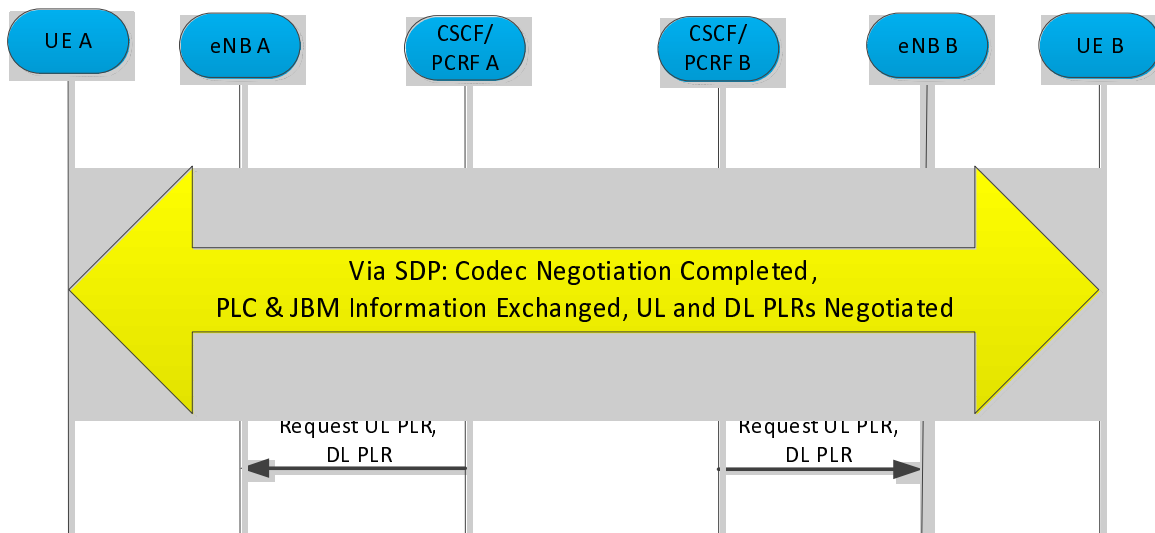 UE A
eNB A
CSCF/
PCRF A
CSCF/
PCRF B
eNB B
UE B
Via SDP: Codec Negotiation Completed,
PLC & JBM Information Exchanged, UL and DL PLRs Negotiated
Request UL PLR,
DL PLR
Request UL PLR,
DL PLR